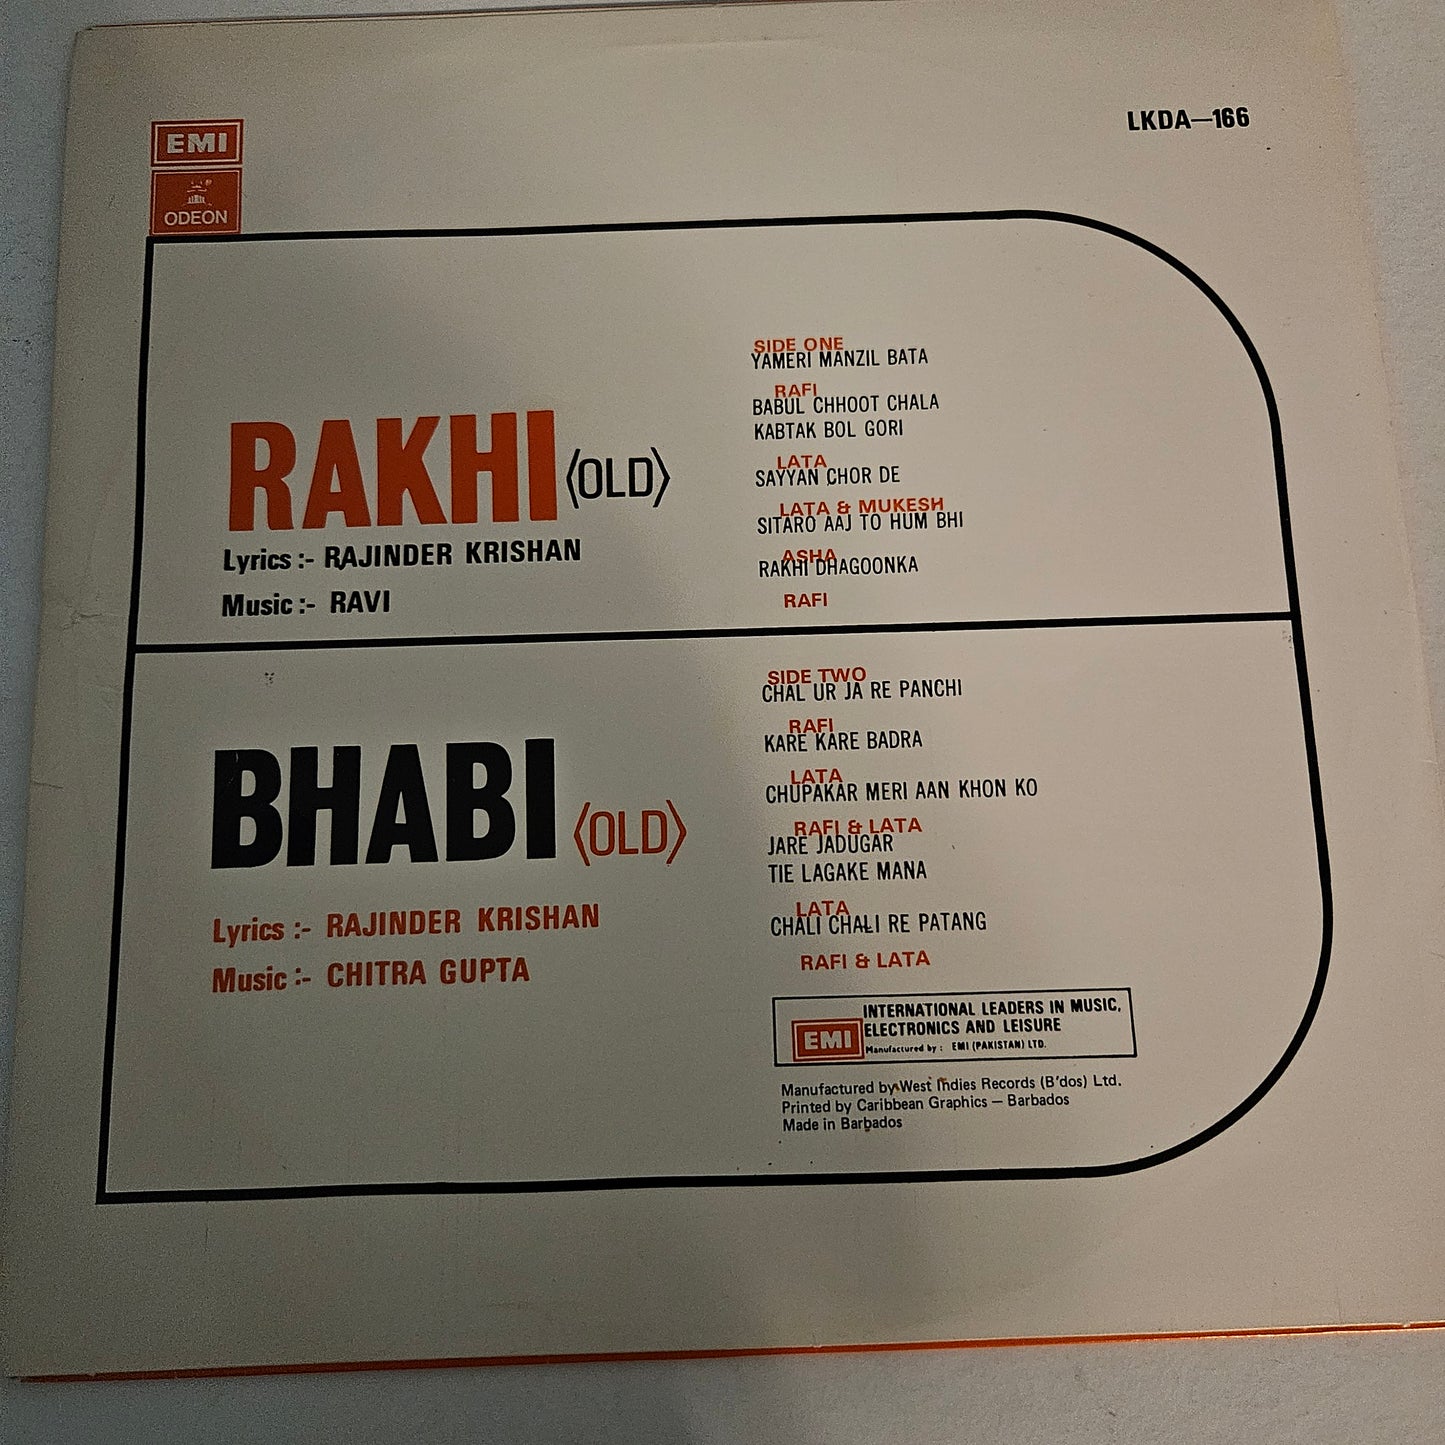 EMI
ODEON
LKDA—166
SIDE ONE
YAMERI MANZIL BATA
RAFI
BABUL CHHOOT CHALA
KABTAK BOL GORI
LATA
SAYYAN CHOR DE
LATA & MUKESH
SITARO AAJ TO HUM BHI
ASHA
RAKHI DHAGOONKA
RAFI
RAKHI ⟨OLD⟩
Lyrics :- RAJINDER KRISHAN
Music :- RAVI
SIDE TWO
CHAL UR JA RE PANCHI
RAFI
KARE KARE BADRA
LATA
CHUPAKAR MERI AAN KHON KO
RAFI & LATA
JARE JADUGAR
TIE LAGAKE MANA
LATA
CHALI CHALI RE PATANG
RAFI & LATA
BHABI ⟨OLD⟩
Lyrics :- RAJINDER KRISHAN
Music :- CHITRA GUPTA
EMI
INTERNATIONAL LEADERS IN MUSIC,
ELECTRONICS AND LEISURE
Manufactured by : EMI (PAKISTAN) LTD.
Manufactured by West Indies Records (B'dos) Ltd.
Printed by Caribbean Graphics — Barbados
Made in Barbados